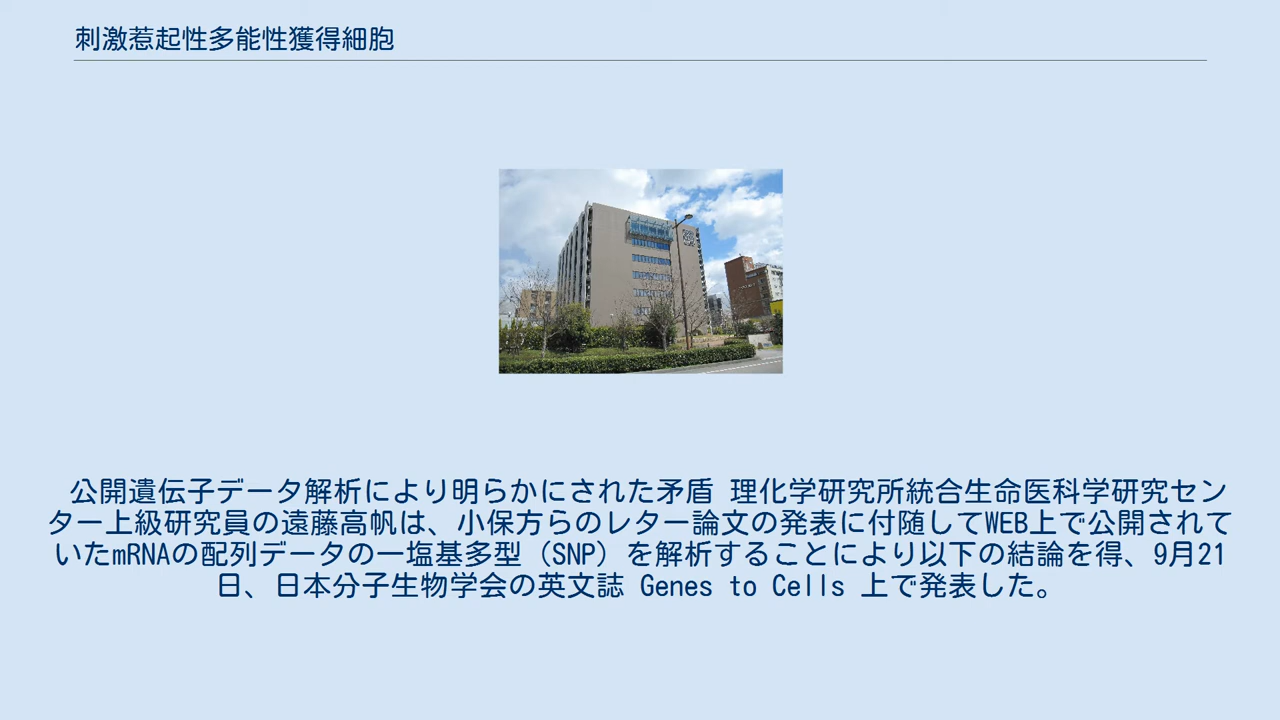 刺激惹起性多能性獲得細胞
公開遺伝子データ解析により明らかにされた矛盾 理化学研究所統合生命医科学研究セン
ター上級研究員の遠藤高帆は、小保方らのレター論文の発表に付随してWEB上で公開されて
いたmRNAの配列データの一塩基多型（SNP）を解析することにより以下の結論を得、9月21
日、日本分子生物学会の英文誌 Genes to Cells 上で発表した。